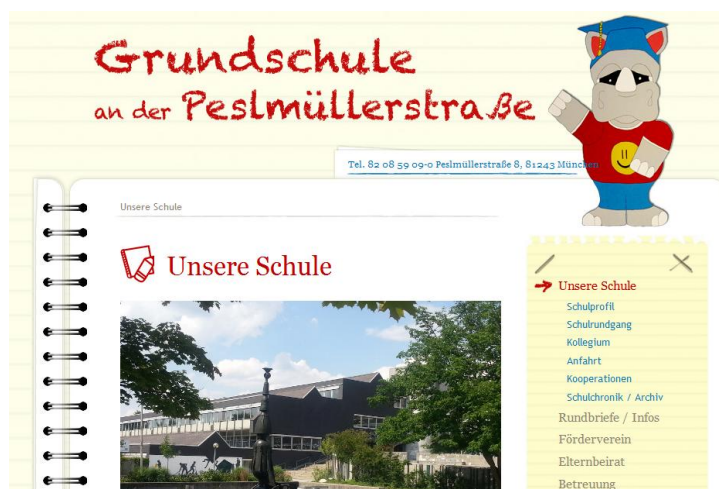 Grundschule
an der Peslmüllerstraße
Tel. 82 08 59 09-0 Peslmüllerstraße 8, 81243 München
Unsere Schule
Unsere Schule
Unsere Schule
Schulprofil
Schulrundgang
Kollegium
Anfahrt
Kooperationen
Schulchronik / Archiv
Rundbriefe / Infos
Förderverein
Elternbeirat
Betreuung